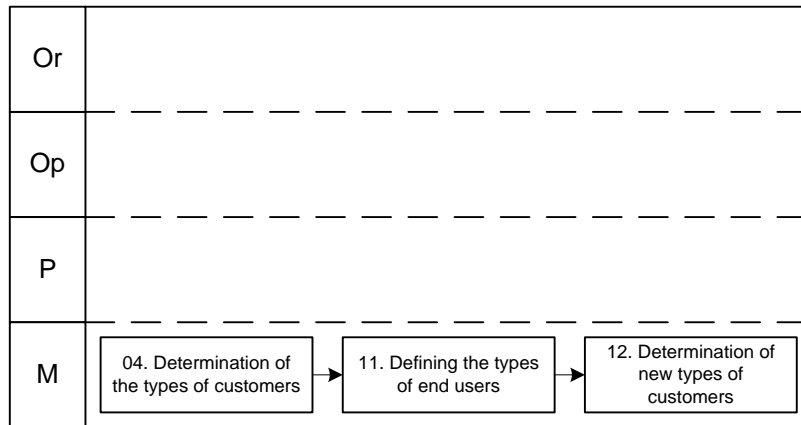 Or
Op
P
M
04. Determination of
the types of customers
11. Defining the types
of end users
12. Determination of
new types of
customers